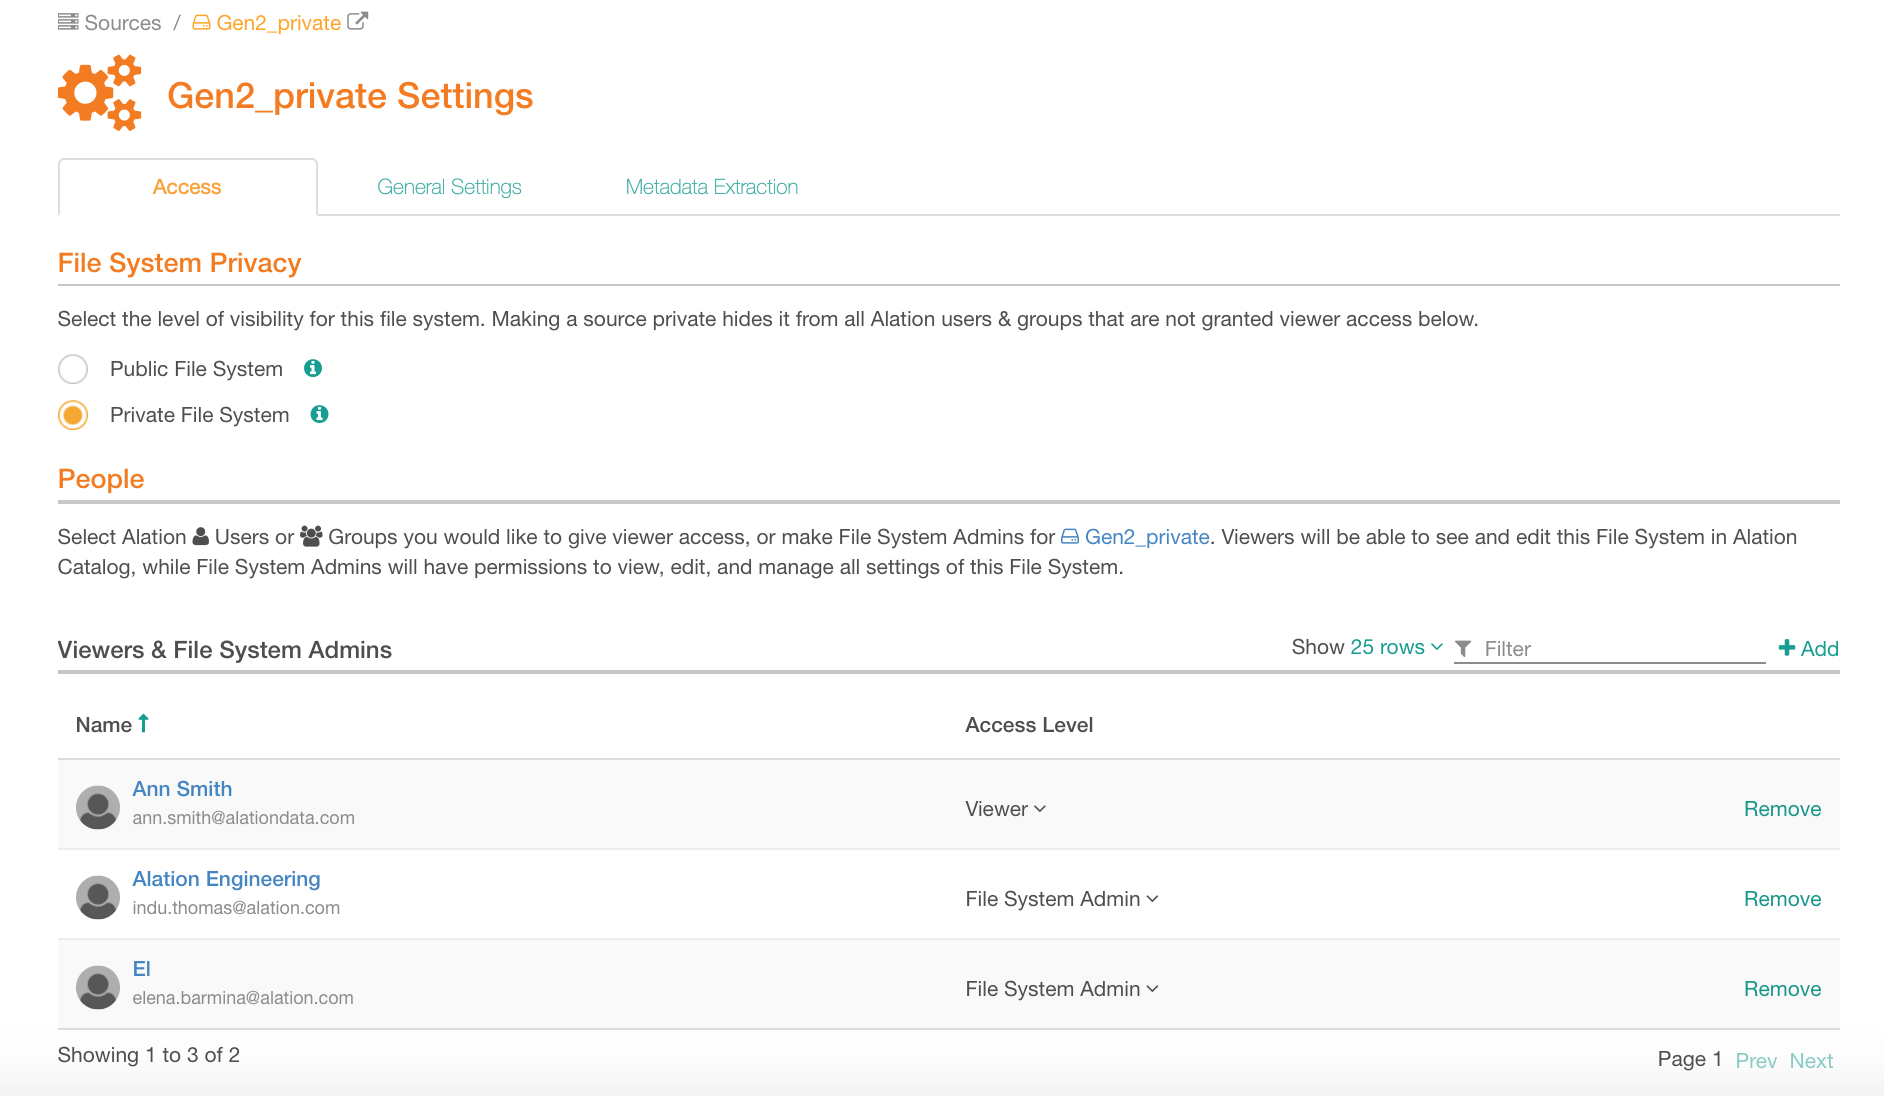 Sources / Gen2_private
Gen2_private Settings
Access General Settings Metadata Extraction
File System Privacy
Select the level of visibility for this file system. Making a source private hides it from all Alation users & groups that are not granted viewer access below.
Public File System
Private File System
People
Select Alation Users or Groups you would like to give viewer access, or make File System Admins for Gen2_private. Viewers will be able to see and edit this File System in Alation
Catalog, while File System Admins will have permissions to view, edit, and manage all settings of this File System.
Viewers & File System Admins Show 25 rows Filter Add
Name Access Level
Ann Smith
ann.smith@alationdata.com
Viewer Remove
Alation Engineering
indu.thomas@alation.com
File System Admin Remove
El
elena.barmina@alation.com
File System Admin Remove
Showing 1 to 3 of 2
Page 1 Prev Next